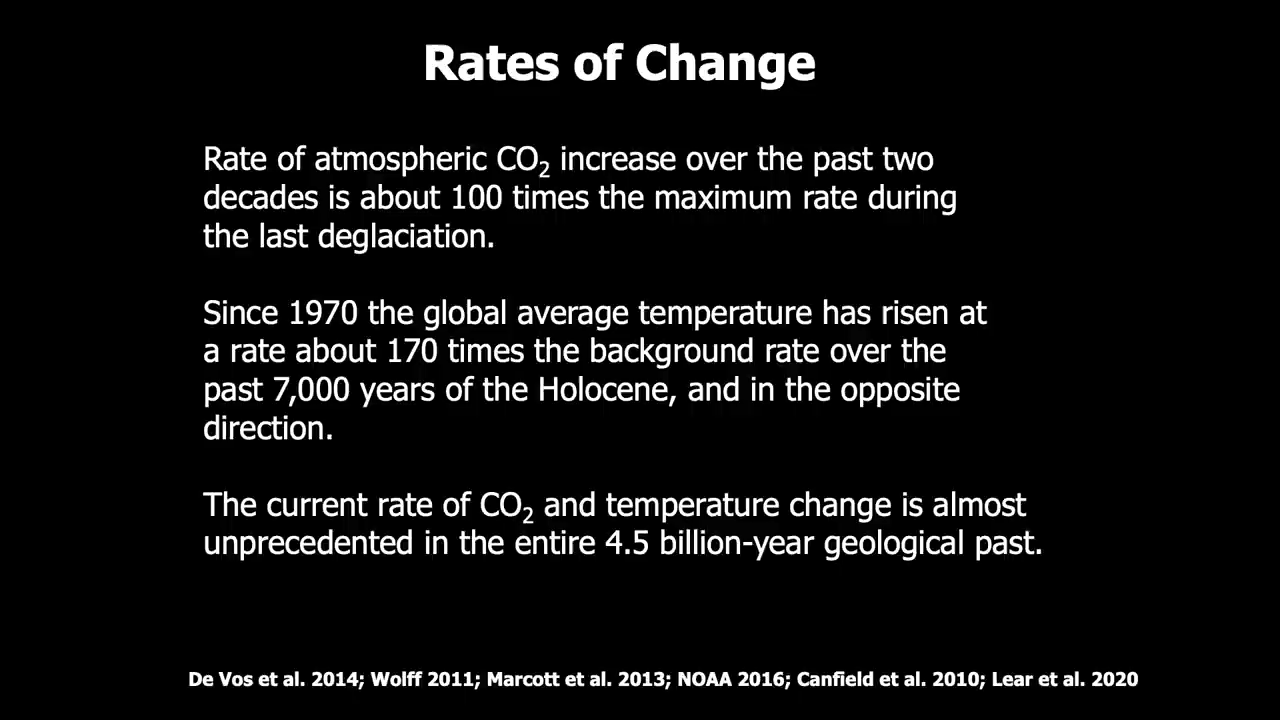 Rates of Change
Rate of atmospheric CO₂ increase over the past two
decades is about 100 times the maximum rate during
the last deglaciation.
Since 1970 the global average temperature has risen at
a rate about 170 times the background rate over the
past 7,000 years of the Holocene, and in the opposite
direction.
The current rate of CO₂ and temperature change is almost
unprecedented in the entire 4.5 billion-year geological past.
De Vos et al. 2014; Wolff 2011; Marcott et al. 2013; NOAA 2016; Canfield et al. 2010; Lear et al. 2020